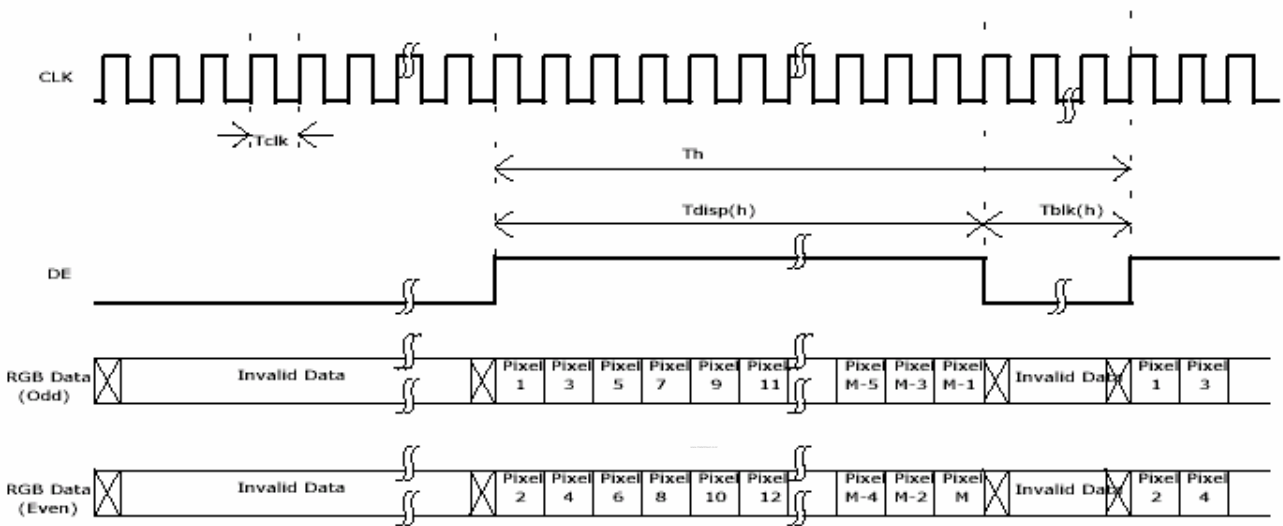 CLK
Tclk
Th
Tdisp(h)
Tblk(h)
DE
RGB Data
(Odd)
Invalid Data
Pixel
1
Pixel
3
Pixel
5
Pixel
7
Pixel
9
Pixel
11
Pixel
M-5
Pixel
M-3
Pixel
M-1
Invalid Data
Pixel
1
Pixel
3
RGB Data
(Even)
Invalid Data
Pixel
2
Pixel
4
Pixel
6
Pixel
8
Pixel
10
Pixel
12
Pixel
M-4
Pixel
M-2
Pixel
M
Invalid Data
Pixel
2
Pixel
4